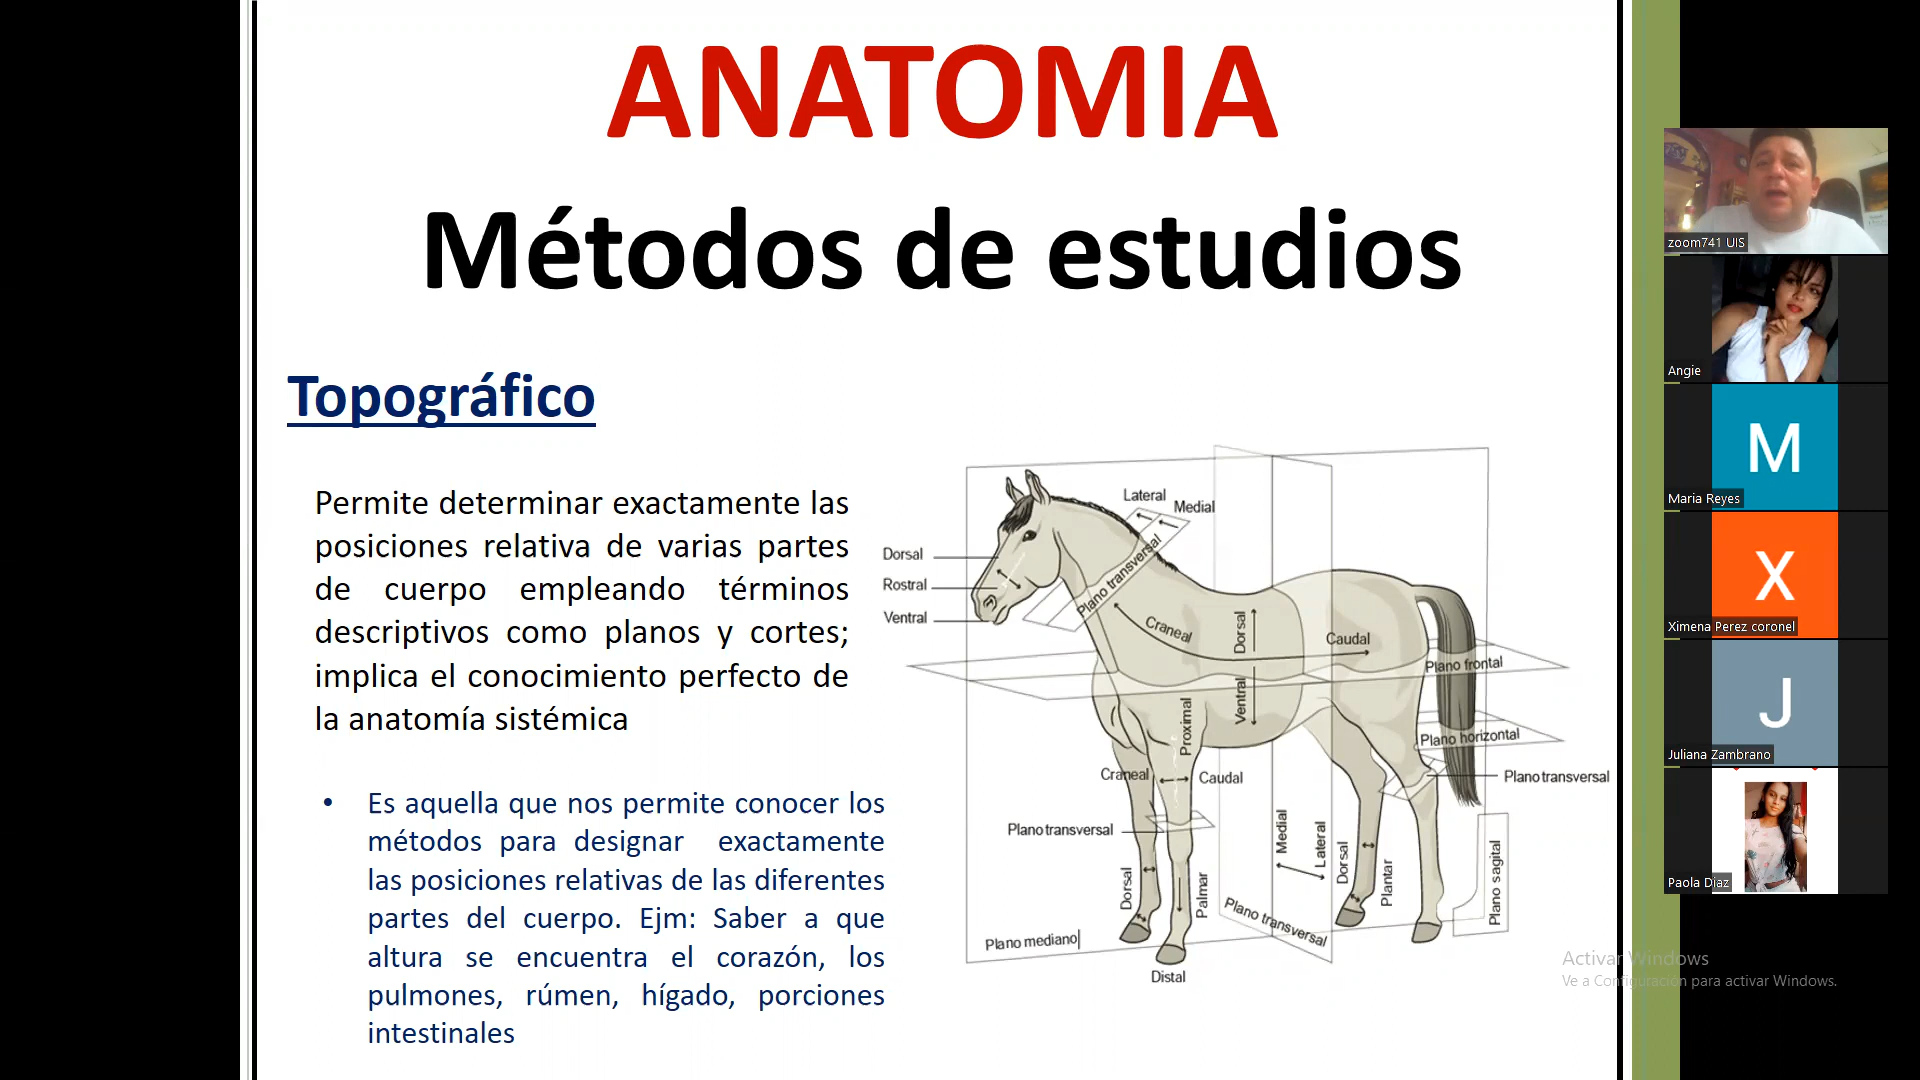 ANATOMIA
Métodos de estudios
Topográfico
Permite determinar exactamente las
posiciones relativa de varias partes
de cuerpo empleando términos
descriptivos como planos y cortes;
implica el conocimiento perfecto de
la anatomía sistémica
• Es aquella que nos permite conocer los
métodos para designar exactamente
las posiciones relativas de las diferentes
partes del cuerpo. Ejm: Saber a que
altura se encuentra el corazón, los
pulmones, rúmen, hígado, porciones
intestinales
Lateral
Medial
Dorsal
Rostral
Ventral
Plano transversal
Craneal
Dorsal
Caudal
Plano frontal
Ventral
Proximal
Plano horizontal
Craneal
Caudal
Plano transversal
Plano transversal
Medial
Lateral
Dorsal
Plantar
Plano sagital
Dorsal
Palmar
Plano transversal
Plano mediano
Distal
zoom741 UIS
Angie
M
Maria Reyes
X
Ximena Perez coronel
J
Juliana Zambrano
Paola Diaz
Activar Windows
Ve a Configuración para activar Windows.